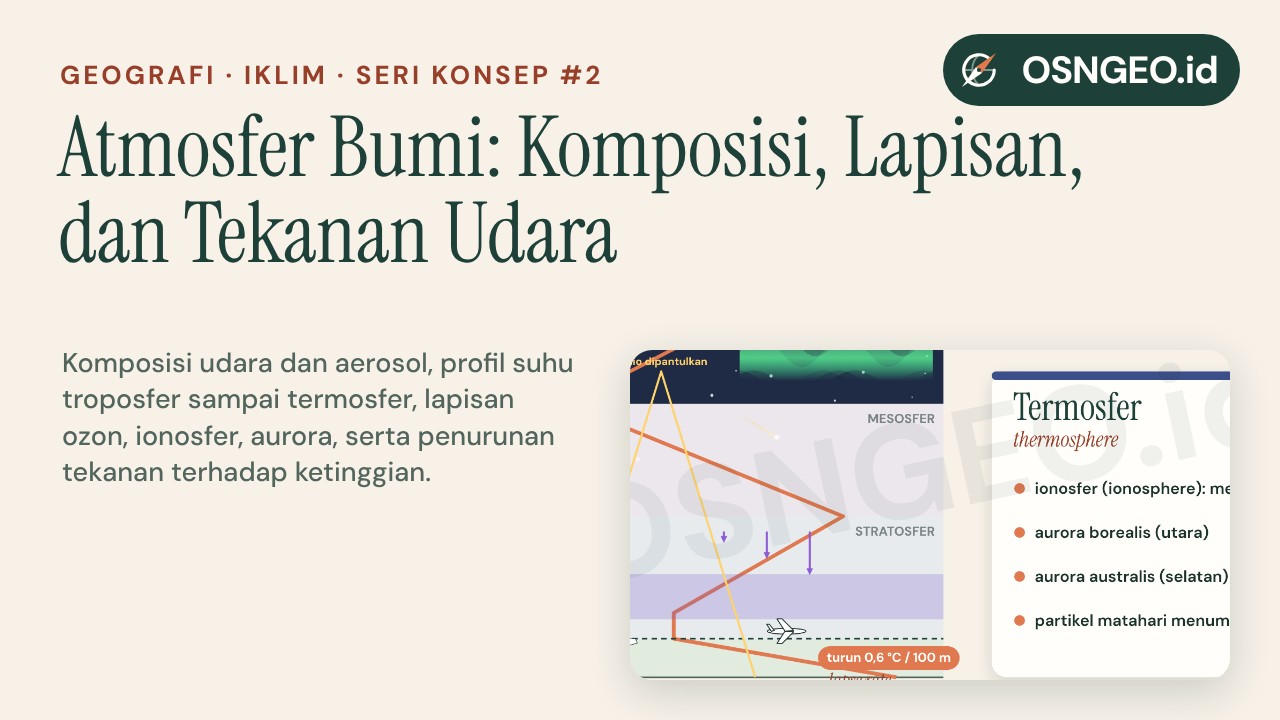 GEOGRAFI · IKLIM · SERI KONSEP #2
OSNGEO.id
Atmosfer Bumi: Komposisi, Lapisan,
dan Tekanan Udara
Komposisi udara dan aerosol, profil suhu
troposfer sampai termosfer, lapisan
ozon, ionosfer, aurora, serta penurunan
tekanan terhadap ketinggian.
dipantulkan
MESOSFER
STRATOSFER
turun 0,6 °C / 100 m
Termosfer
thermosphere
ionosfer (ionosphere): me
aurora borealis (utara)
aurora australis (selatan)
partikel matahari menum
OSNGEO.id